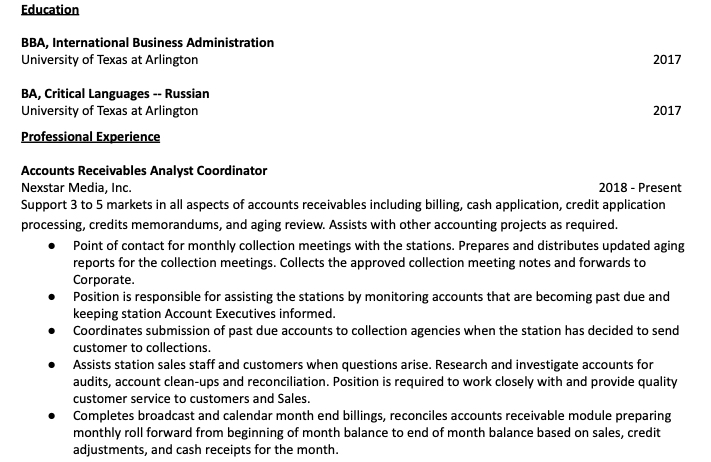 Education
BBA, International Business Administration
University of Texas at Arlington 2017
BA, Critical Languages -- Russian
University of Texas at Arlington 2017
Professional Experience
Accounts Receivables Analyst Coordinator
Nexstar Media, Inc. 2018 - Present
Support 3 to 5 markets in all aspects of accounts receivables including billing, cash application, credit application
processing, credits memorandums, and aging review. Assists with other accounting projects as required.
● Point of contact for monthly collection meetings with the stations. Prepares and distributes updated aging
reports for the collection meetings. Collects the approved collection meeting notes and forwards to
Corporate.
● Position is responsible for assisting the stations by monitoring accounts that are becoming past due and
keeping station Account Executives informed.
● Coordinates submission of past due accounts to collection agencies when the station has decided to send
customer to collections.
● Assists station sales staff and customers when questions arise. Research and investigate accounts for
audits, account clean-ups and reconciliation. Position is required to work closely with and provide quality
customer service to customers and Sales.
● Completes broadcast and calendar month end billings, reconciles accounts receivable module preparing
monthly roll forward from beginning of month balance to end of month balance based on sales, credit
adjustments, and cash receipts for the month.